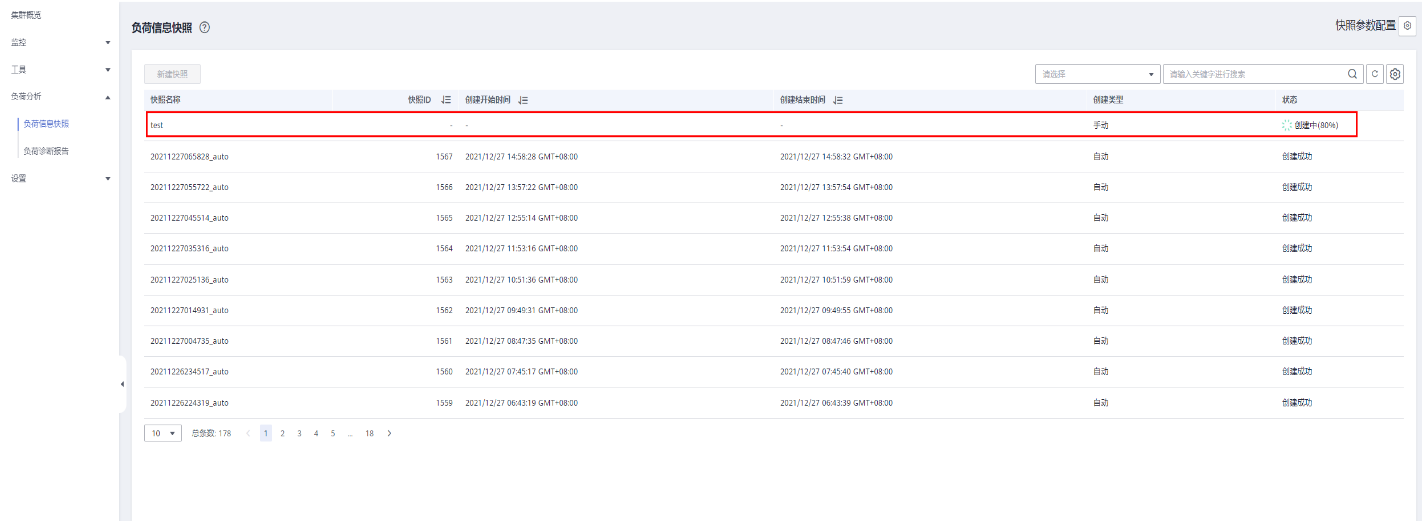 集群概览
监控
工具
负荷分析
负荷信息快照
负荷诊断报告
设置
负荷信息快照
快照参数配置
新建快照
请选择
请输入关键字进行搜索
快照名称 快照ID 创建开始时间 创建结束时间 创建类型 状态
test - - - 手动 创建中(80%)
20211227065828_auto 1567 2021/12/27 14:58:28 GMT+08:00 2021/12/27 14:58:32 GMT+08:00 自动 创建成功
20211227055722_auto 1566 2021/12/27 13:57:22 GMT+08:00 2021/12/27 13:57:54 GMT+08:00 自动 创建成功
20211227045514_auto 1565 2021/12/27 12:55:14 GMT+08:00 2021/12/27 12:55:38 GMT+08:00 自动 创建成功
20211227035316_auto 1564 2021/12/27 11:53:16 GMT+08:00 2021/12/27 11:53:54 GMT+08:00 自动 创建成功
20211227025136_auto 1563 2021/12/27 10:51:36 GMT+08:00 2021/12/27 10:51:59 GMT+08:00 自动 创建成功
20211227014931_auto 1562 2021/12/27 09:49:31 GMT+08:00 2021/12/27 09:49:55 GMT+08:00 自动 创建成功
20211227004735_auto 1561 2021/12/27 08:47:35 GMT+08:00 2021/12/27 08:47:46 GMT+08:00 自动 创建成功
20211226234517_auto 1560 2021/12/27 07:45:17 GMT+08:00 2021/12/27 07:45:40 GMT+08:00 自动 创建成功
20211226224319_auto 1559 2021/12/27 06:43:19 GMT+08:00 2021/12/27 06:43:39 GMT+08:00 自动 创建成功
10 总条数: 178 1 2 3 4 5 ... 18